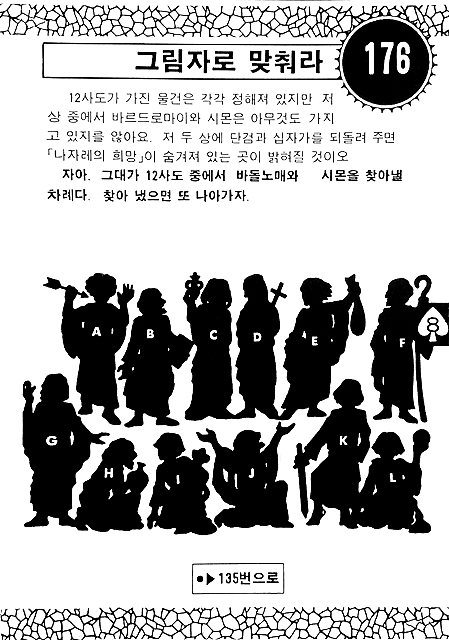 그림자로 맞춰라
176
12사도가 가진 물건은 각각 정해져 있지만 저
상 중에서 바르드로마이와 시몬은 아무것도 가지
고 있지를 않아요. 저 두 상에 단검과 십자가를 되돌려 주면
「나자레의 희망」이 숨겨져 있는 곳이 밝혀질 것이오
자아. 그대가 12사도 중에서 바돌노매와 시몬을 찾아낼
차례다. 찾아 냈으면 또 나아가자.
A
B
C
D
E
F
8
G
H
I
J
K
L
●▶135번으로